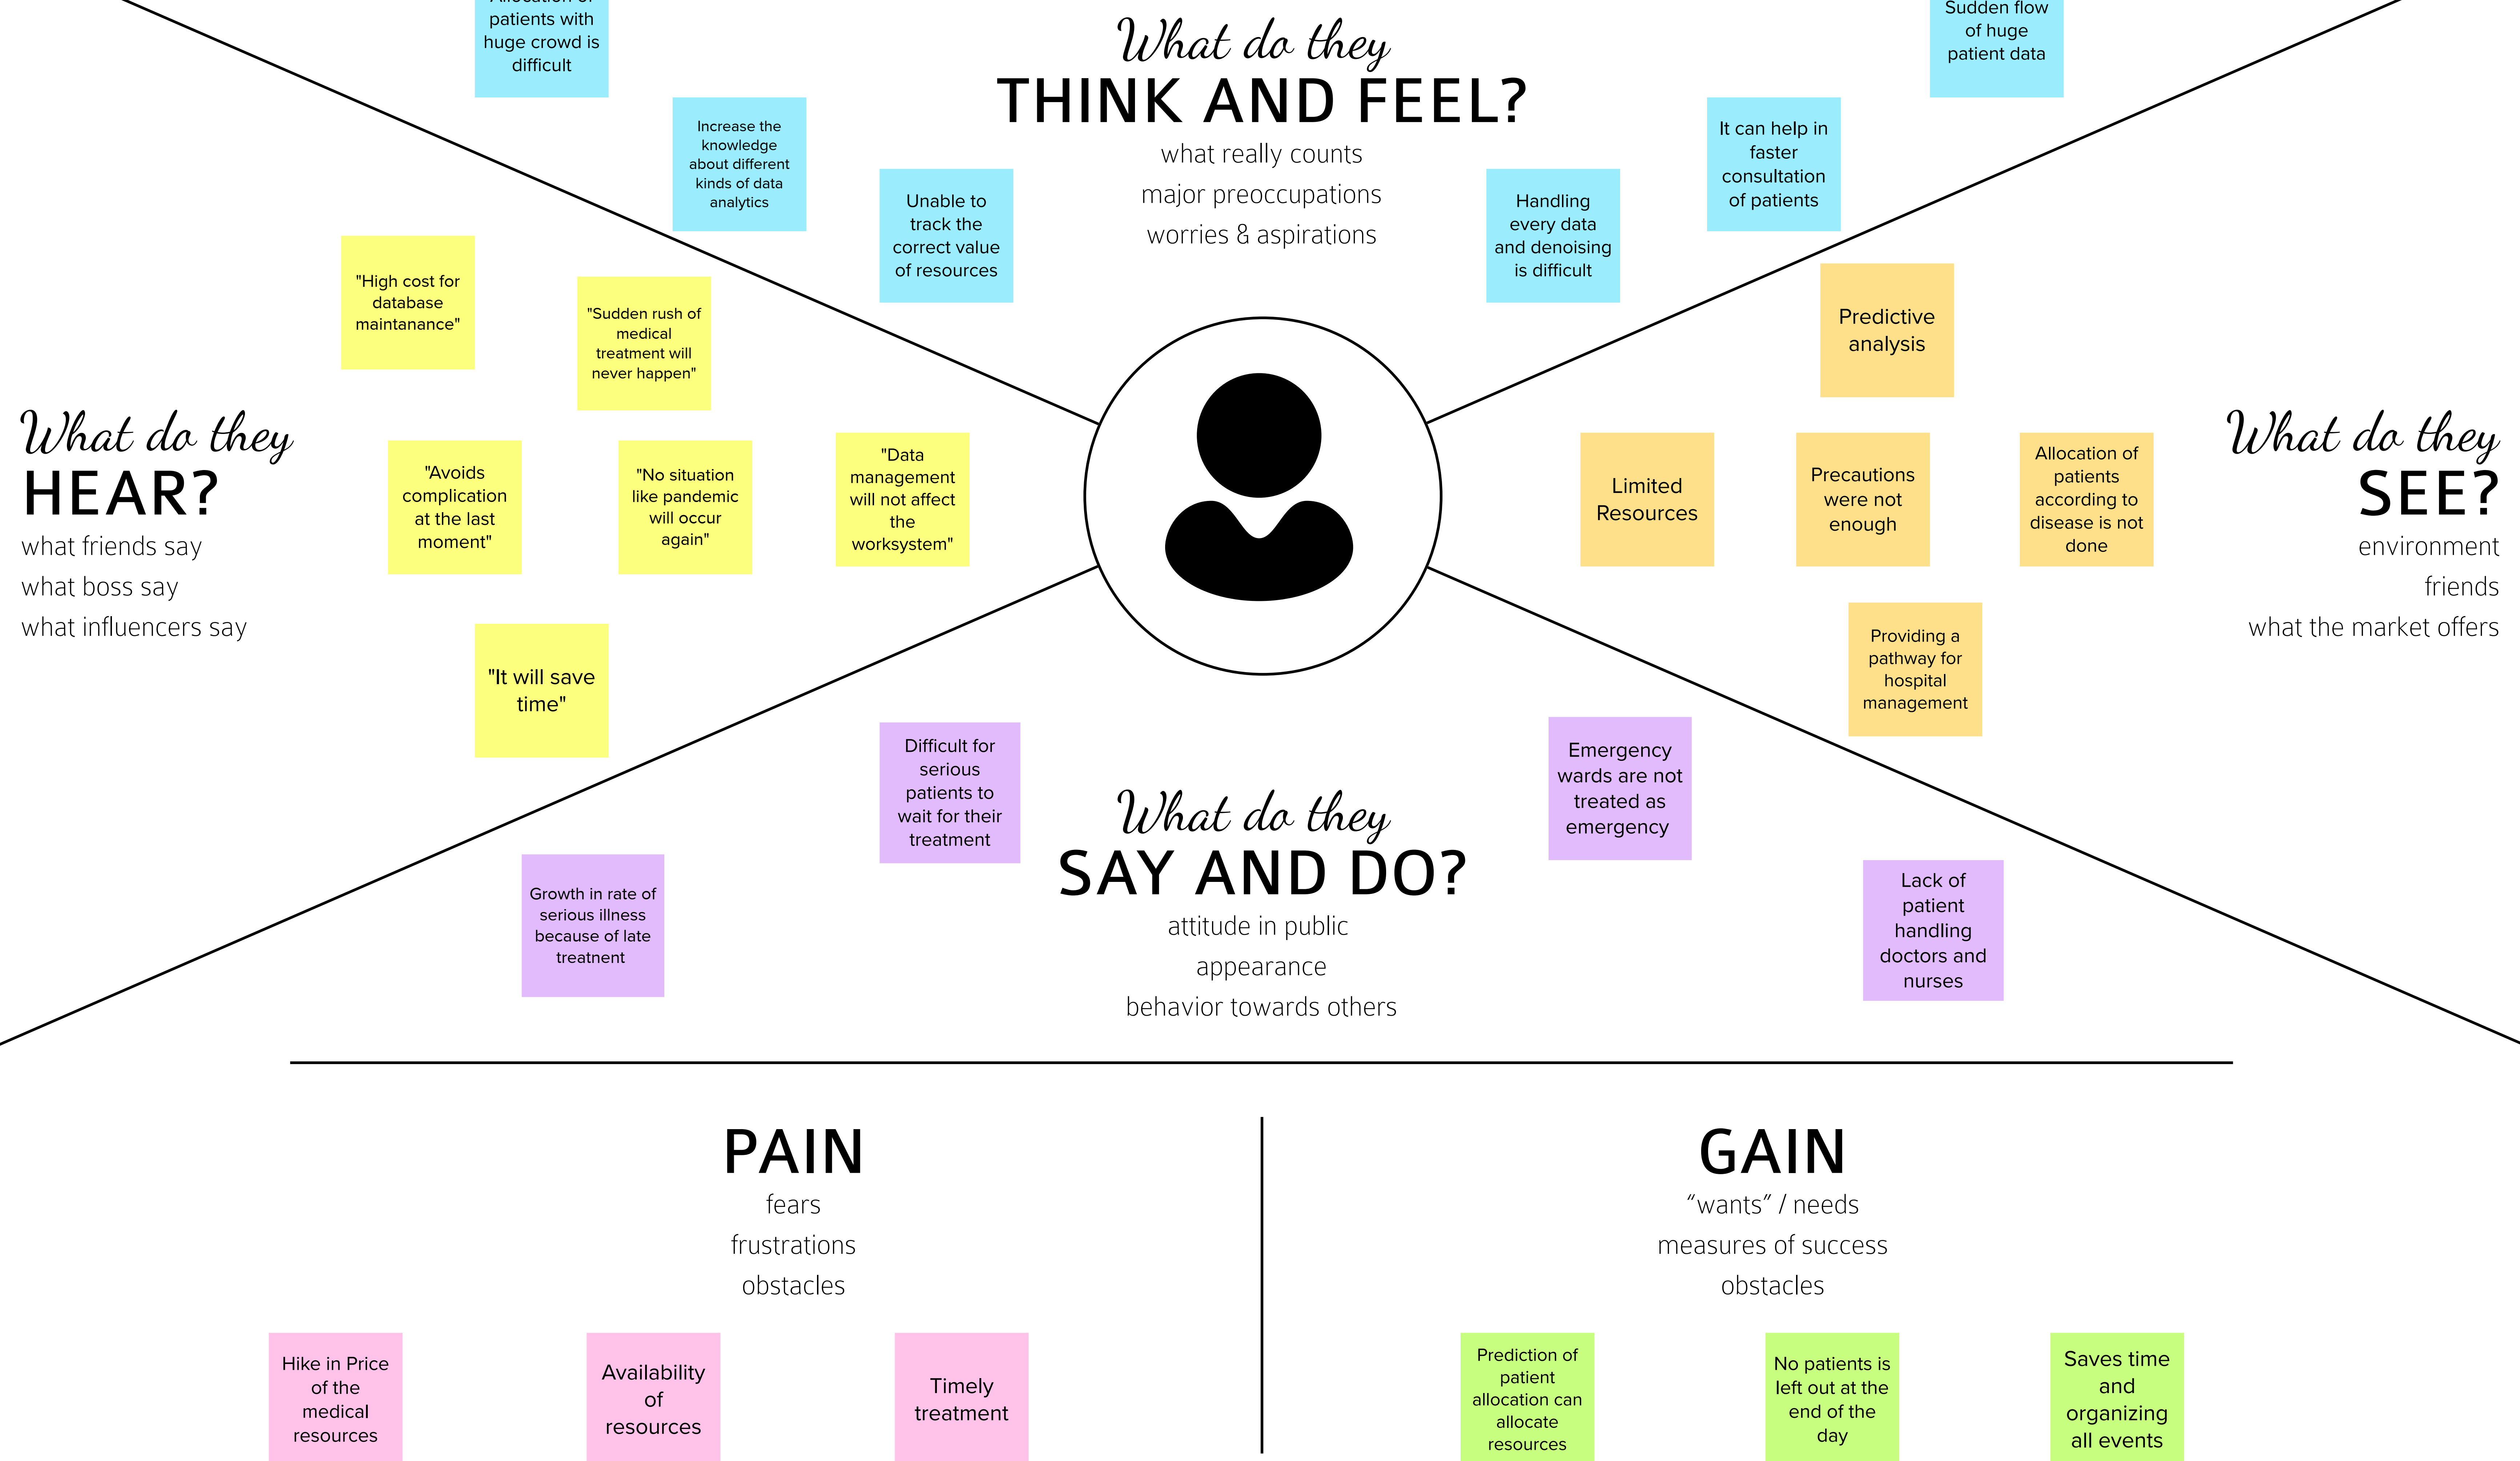 Allocation of
patients with
huge crowd is
difficult
Increase the
knowledge
about different
kinds of data
analytics
Unable to
track the
correct value
of resources
What do they
THINK AND FEEL?
what really counts
major preoccupations
worries & aspirations
Handling
every data
and denoising
is difficult
It can help in
faster
consultation
of patients
Sudden flow
of huge
patient data
What do they
HEAR?
what friends say
what boss say
what influencers say
"High cost for
database
maintanance"
"Sudden rush of
medical
treatment will
never happen"
"Avoids
complication
at the last
moment"
"No situation
like pandemic
will occur
again"
"Data
management
will not affect
the
worksystem"
"It will save
time"
Predictive
analysis
Limited
Resources
Precautions
were not
enough
Allocation of
patients
according to
disease is not
done
Providing a
pathway for
hospital
management
What do they
SEE?
environment
friends
what the market offers
Growth in rate of
serious illness
because of late
treatnent
Difficult for
serious
patients to
wait for their
treatment
What do they
SAY AND DO?
attitude in public
appearance
behavior towards others
Emergency
wards are not
treated as
emergency
Lack of
patient
handling
doctors and
nurses
PAIN
fears
frustrations
obstacles
Hike in Price
of the
medical
resources
Availability
of
resources
Timely
treatment
GAIN
“wants” / needs
measures of success
obstacles
Prediction of
patient
allocation can
allocate
resources
No patients is
left out at the
end of the
day
Saves time
and
organizing
all events